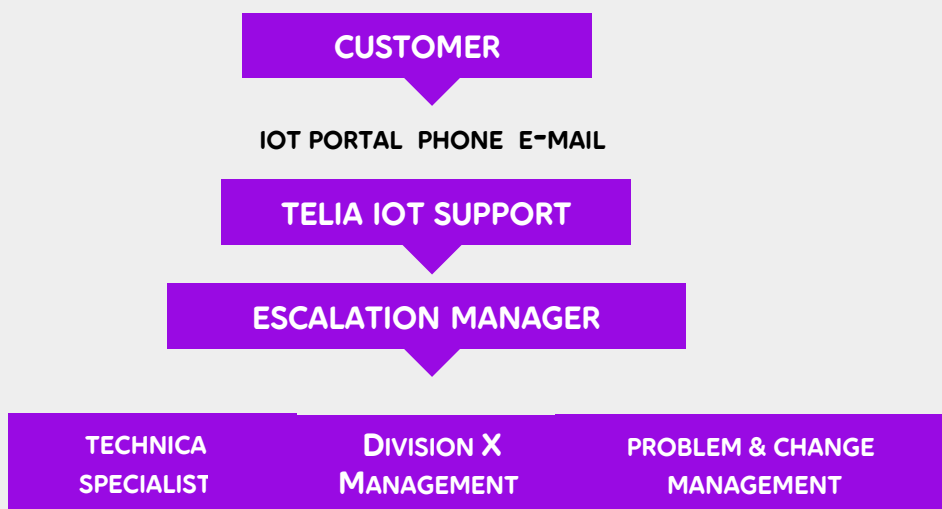 CUSTOMER
IOT PORTAL PHONE E-MAIL
TELIA IOT SUPPORT
ESCALATION MANAGER
TECHNICA
SPECIALIST
DIVISION X
MANAGEMENT
PROBLEM & CHANGE
MANAGEMENT